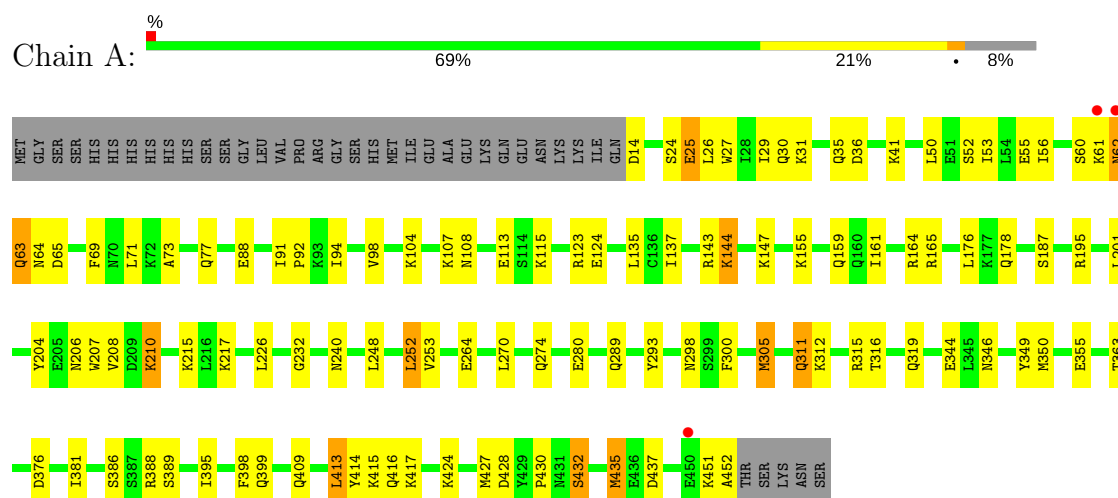 %
Chain A:
69% 21% • 8%
MET GLY SER SER HIS HIS HIS HIS HIS HIS SER SER GLY LEU VAL PRO ARG GLY SER HIS MET ILE GLU ALA GLU LYS GLN GLU ASN LYS LYS ILE GLN D14 S24 E25 L26 W27 I28 I29 Q30 K31 Q35 D36 K41 L50 E51 S52 I53 L54 E55 I56 S60 K61 N62
Q63 N64 D65 F69 N70 L71 K72 A73 Q77 E88 I91 P92 K93 I94 V98 K104 K107 N108 E113 S114 K115 R123 E124 L135 C136 I137 R143 K144 K147 K155 Q159 Q160 I161 R164 R165 L176 K177 Q178 S187 R195 L201
Y204 E205 N206 W207 V208 D209 K210 K215 L216 K217 L226 G232 N240 L248 L252 V253 E264 L270 Q274 E280 Q289 Y293 N298 S299 F300 M305 Q311 K312 R315 T316 Q319 E344 L345 N346 Y349 M350 E355 T363
D376 I381 S386 S387 R388 S389 I395 F398 Q399 Q409 L413 Y414 K415 Q416 K417 K424 M427 D428 Y429 P430 N431 S432 M435 E436 D437 E450 K451 A452 THR SER LYS ASN SER